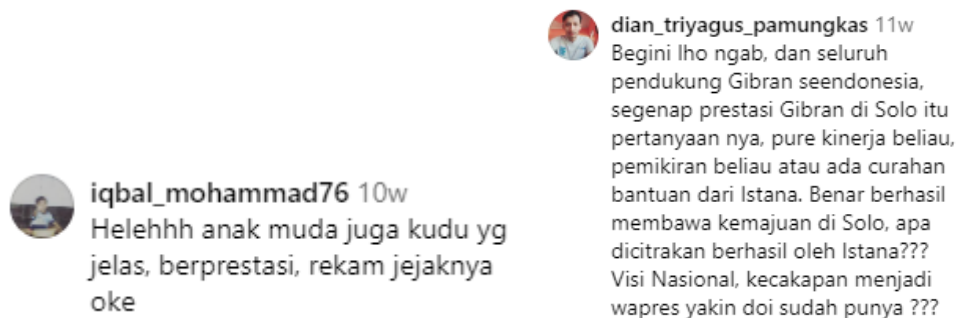 iqbal_mohammad76 10w
Helehhh anak muda juga kudu yg
jelas, berprestasi, rekam jejaknya
oke
dian_triyagus_pamungkas 11w
Begini lho ngab, dan seluruh
pendukung Gibran seendonesia,
segenap prestasi Gibran di Solo itu
pertanyaan nya, pure kinerja beliau,
pemikiran beliau atau ada curahan
bantuan dari Istana. Benar berhasil
membawa kemajuan di Solo, apa
dicitrakan berhasil oleh Istana???
Visi Nasional, kecakapan menjadi
wapres yakin doi sudah punya ???